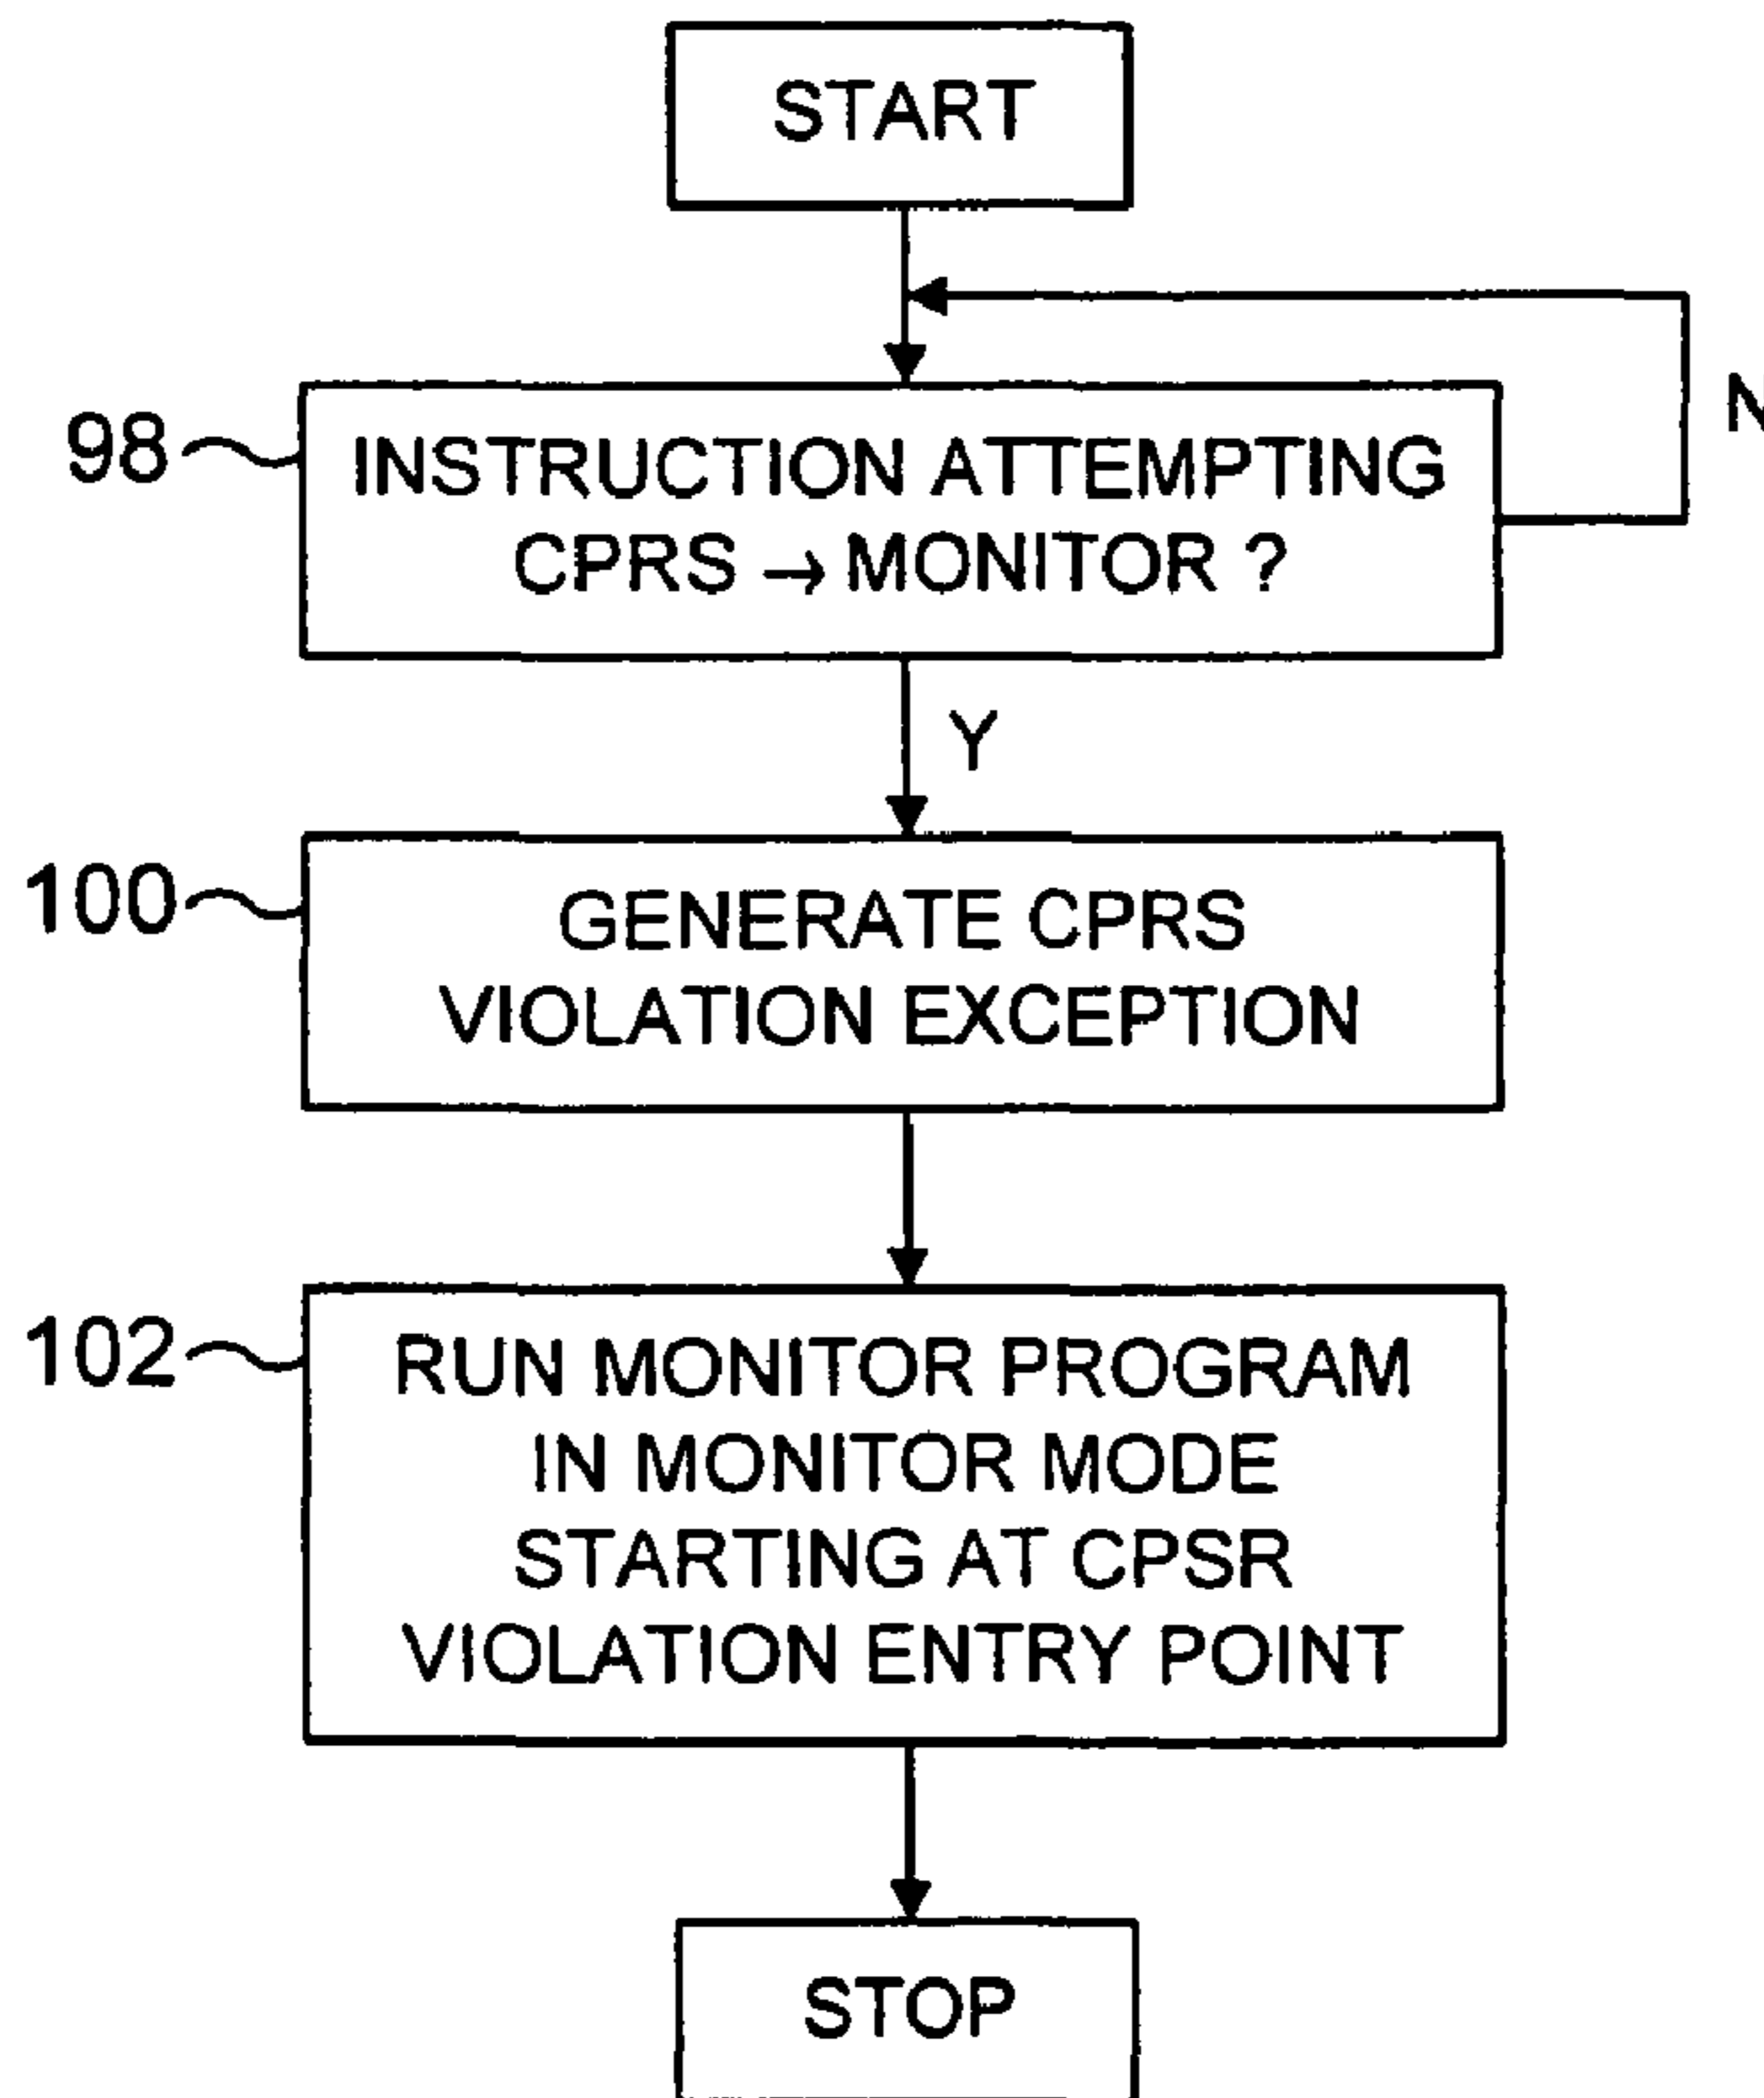 START
N
98
INSTRUCTION ATTEMPTING
CPRS → MONITOR ?
Y
100
GENERATE CPRS
VIOLATION EXCEPTION
102
RUN MONITOR PROGRAM
IN MONITOR MODE
STARTING AT CPSR
VIOLATION ENTRY POINT
STOP